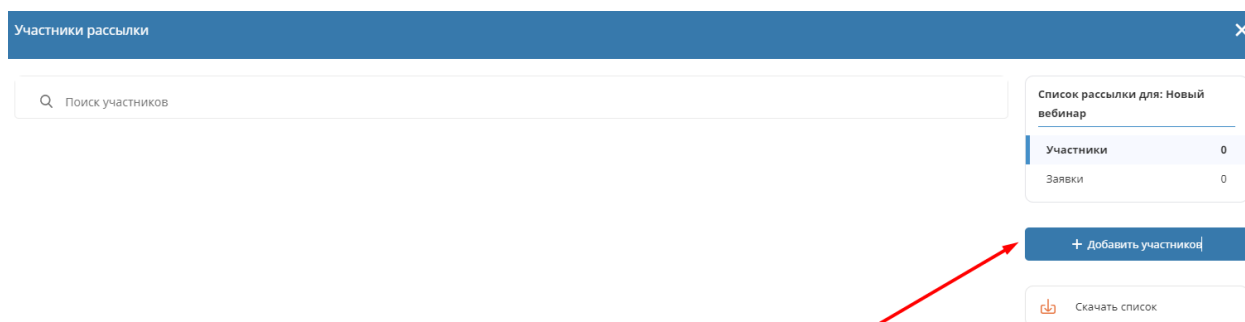 Участники рассылки
Поиск участников
Список рассылки для: Новый
вебинар
Участники 0
Заявки 0
+ Добавить участников
Скачать список